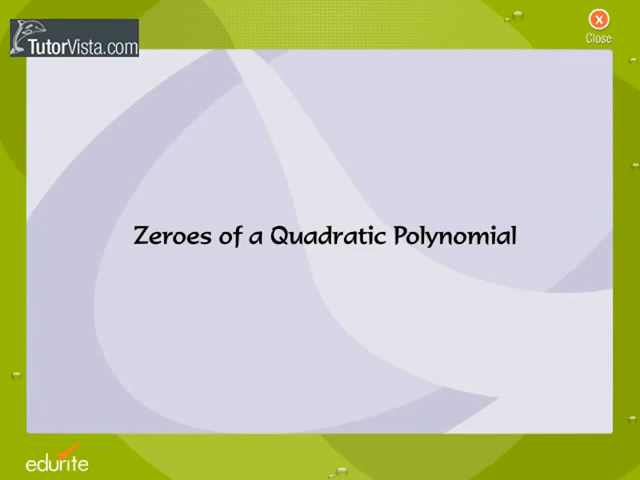 TutorVista.com
X
Close
Zeroes of a Quadratic Polynomial
edurite